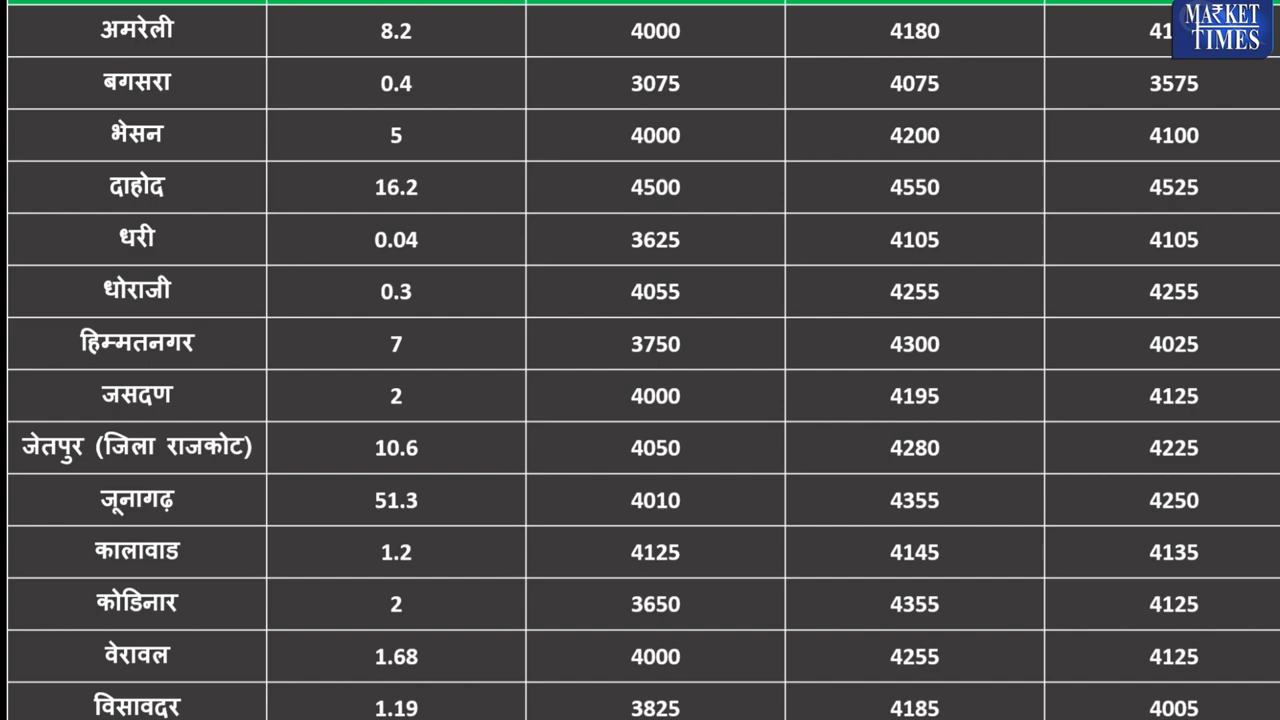 अमरेली 8.2 4000 4180
MARKET
TIMES
बगसरा 0.4 3075 4075 3575
भेसन 5 4000 4200 4100
दाहोद 16.2 4500 4550 4525
धरी 0.04 3625 4105 4105
धोराजी 0.3 4055 4255 4255
हिम्मतनगर 7 3750 4300 4025
जसदण 2 4000 4195 4125
जेतपुर (जिला राजकोट) 10.6 4050 4280 4225
जूनागढ़ 51.3 4010 4355 4250
कालावाड 1.2 4125 4145 4135
कोडिनार 2 3650 4355 4125
वेरावल 1.68 4000 4255 4125
विसावदर 1.19 3825 4185 4005